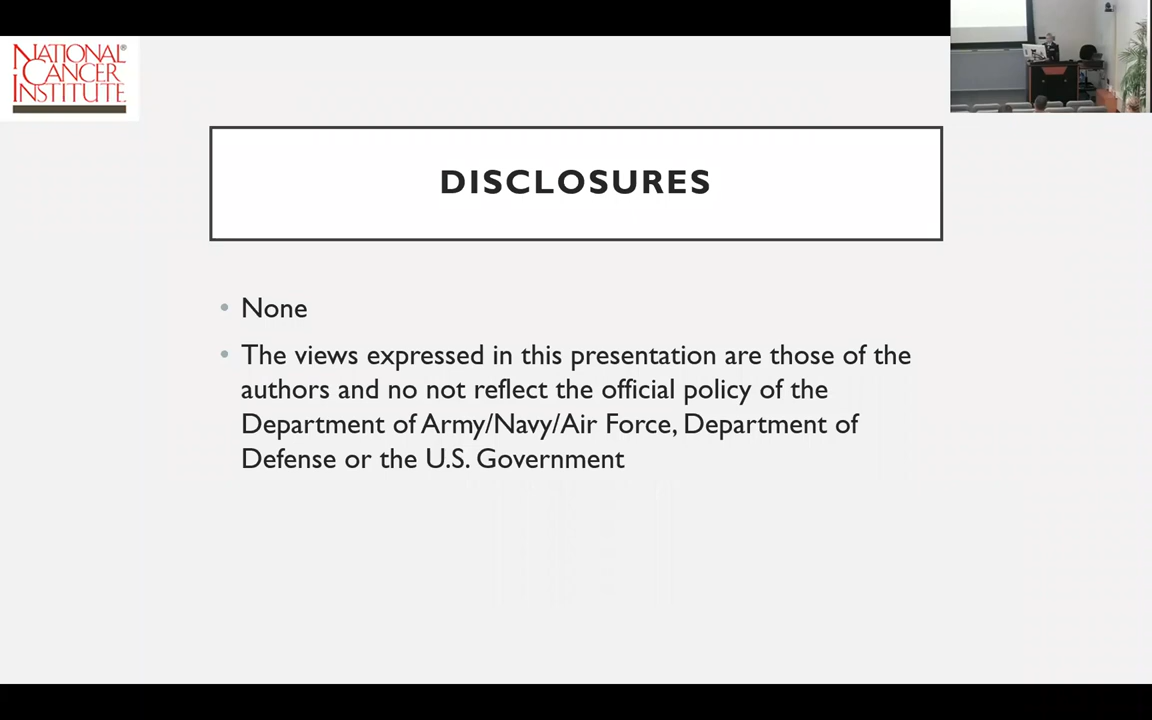 NATIONAL®
CANCER
INSTITUTE
DISCLOSURES
• None
• The views expressed in this presentation are those of the
authors and no not reflect the official policy of the
Department of Army/Navy/Air Force, Department of
Defense or the U.S. Government